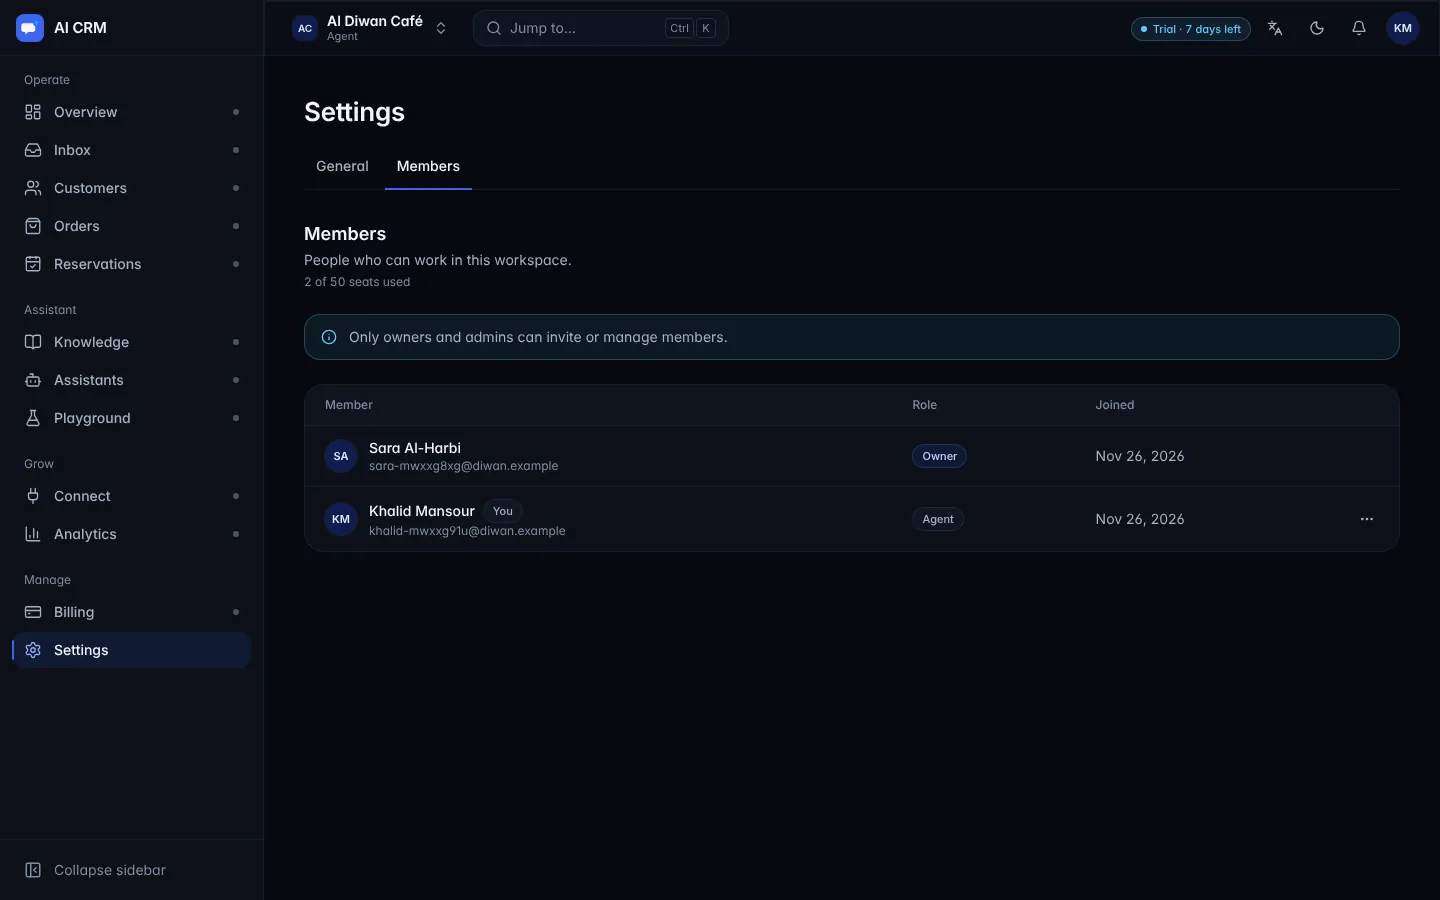 AI CRM
AC
Al Diwan Café
Agent
Jump to...
Ctrl
K
Trial · 7 days left
KM
Operate
Overview
Inbox
Customers
Orders
Reservations
Assistant
Knowledge
Assistants
Playground
Grow
Connect
Analytics
Manage
Billing
Settings
Collapse sidebar
Settings
General
Members
Members
People who can work in this workspace.
2 of 50 seats used
Only owners and admins can invite or manage members.
Member
Role
Joined
SA
Sara Al-Harbi
sara-mwxxg8xg@diwan.example
Owner
Nov 26, 2026
KM
Khalid Mansour
You
khalid-mwxxg91u@diwan.example
Agent
Nov 26, 2026